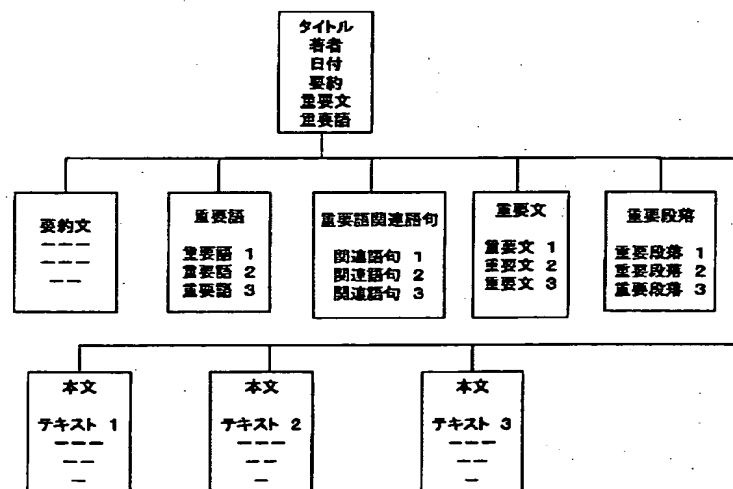 タイトル
著者
日付
要約
重要文
重要語
要約文
ーーー
ーーー
ーー
重要語
重要語 1
重要語 2
重要語 3
重要語関連語句
関連語句 1
関連語句 2
関連語句 3
重要文
重要文 1
重要文 2
重要文 3
重要段落
重要段落 1
重要段落 2
重要段落 3
本文
テキスト 1
ーーー
ーー
ー
本文
テキスト 2
ーーー
ーー
ー
本文
テキスト 3
ーーー
ーー
ー